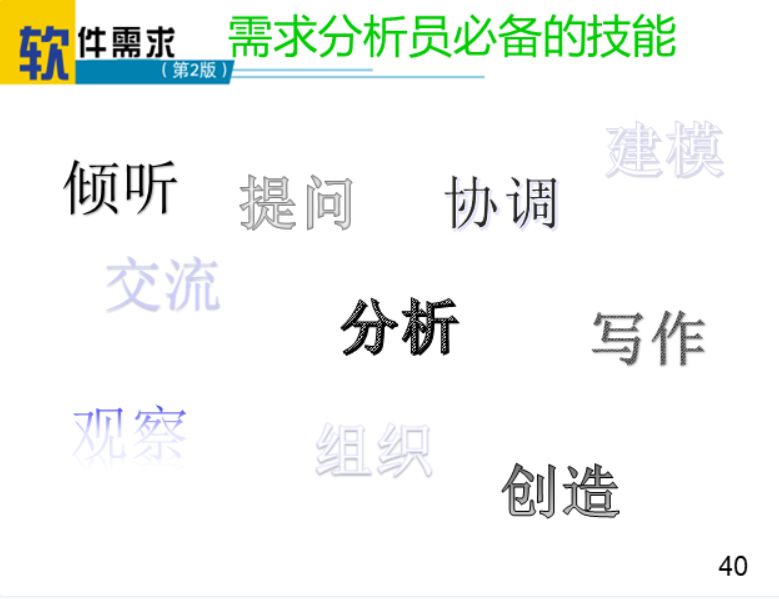 软件需求
（第2版）
需求分析员必备的技能
建模
倾听
提问
协调
交流
分析
写作
观察
组织
创造
40